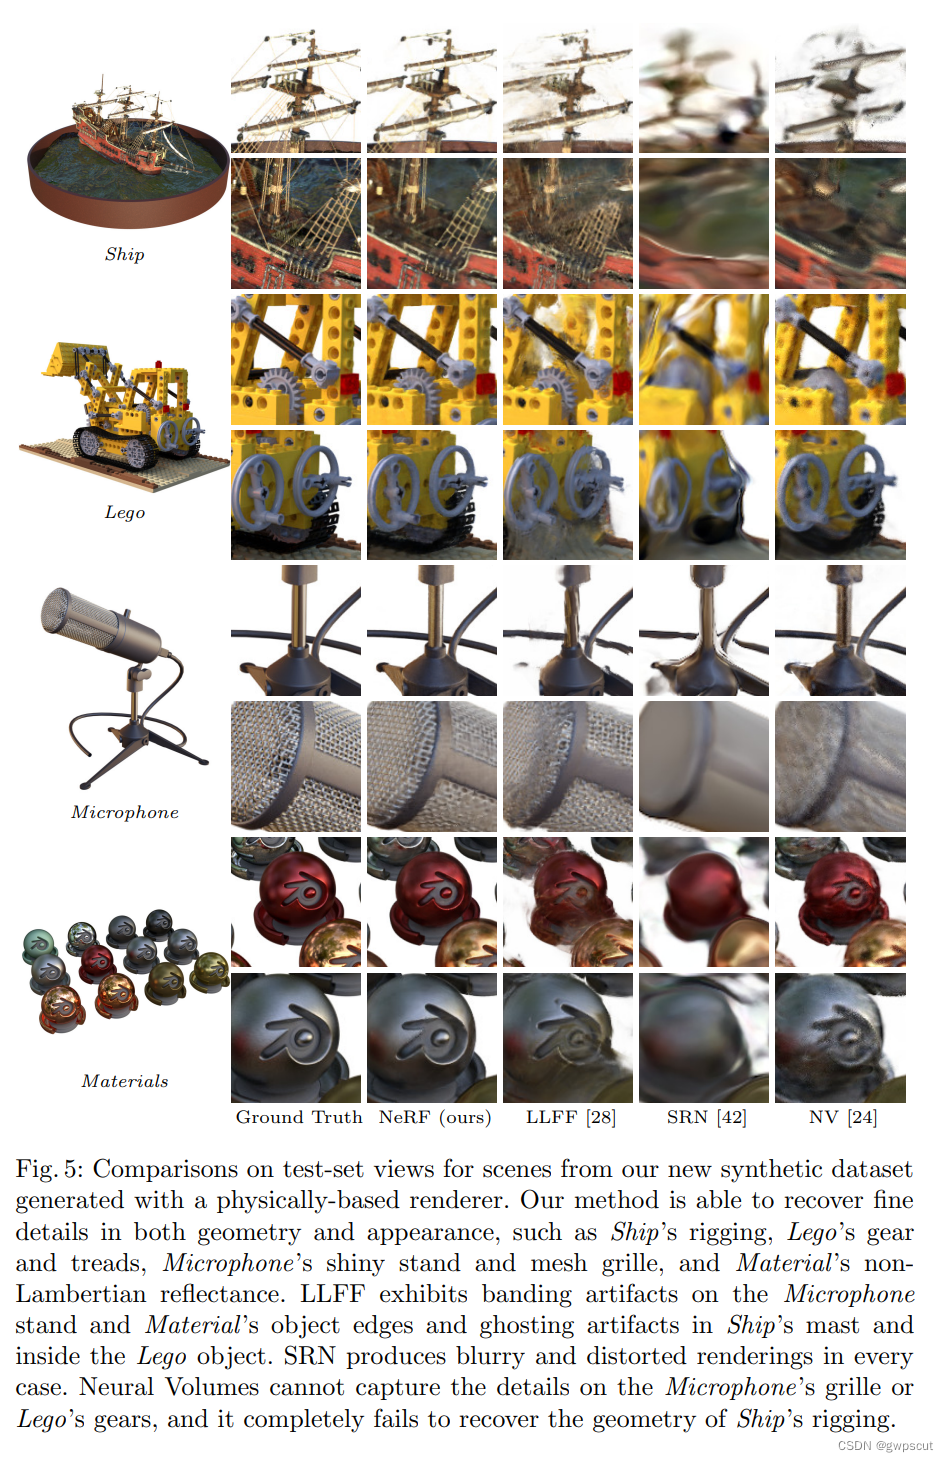 Ship
Lego
Microphone
Materials
Ground Truth NeRF (ours) LLFF [28] SRN [42] NV [24]
Fig. 5: Comparisons on test-set views for scenes from our new synthetic dataset
generated with a physically-based renderer. Our method is able to recover fine
details in both geometry and appearance, such as Ship's rigging, Lego's gear
and treads, Microphone's shiny stand and mesh grille, and Material's non-
Lambertian reflectance. LLFF exhibits banding artifacts on the Microphone
stand and Material's object edges and ghosting artifacts in Ship's mast and
inside the Lego object. SRN produces blurry and distorted renderings in every
case. Neural Volumes cannot capture the details on the Microphone's grille or
Lego's gears, and it completely fails to recover the geometry of Ship's rigging.
CSDN @gwpscut